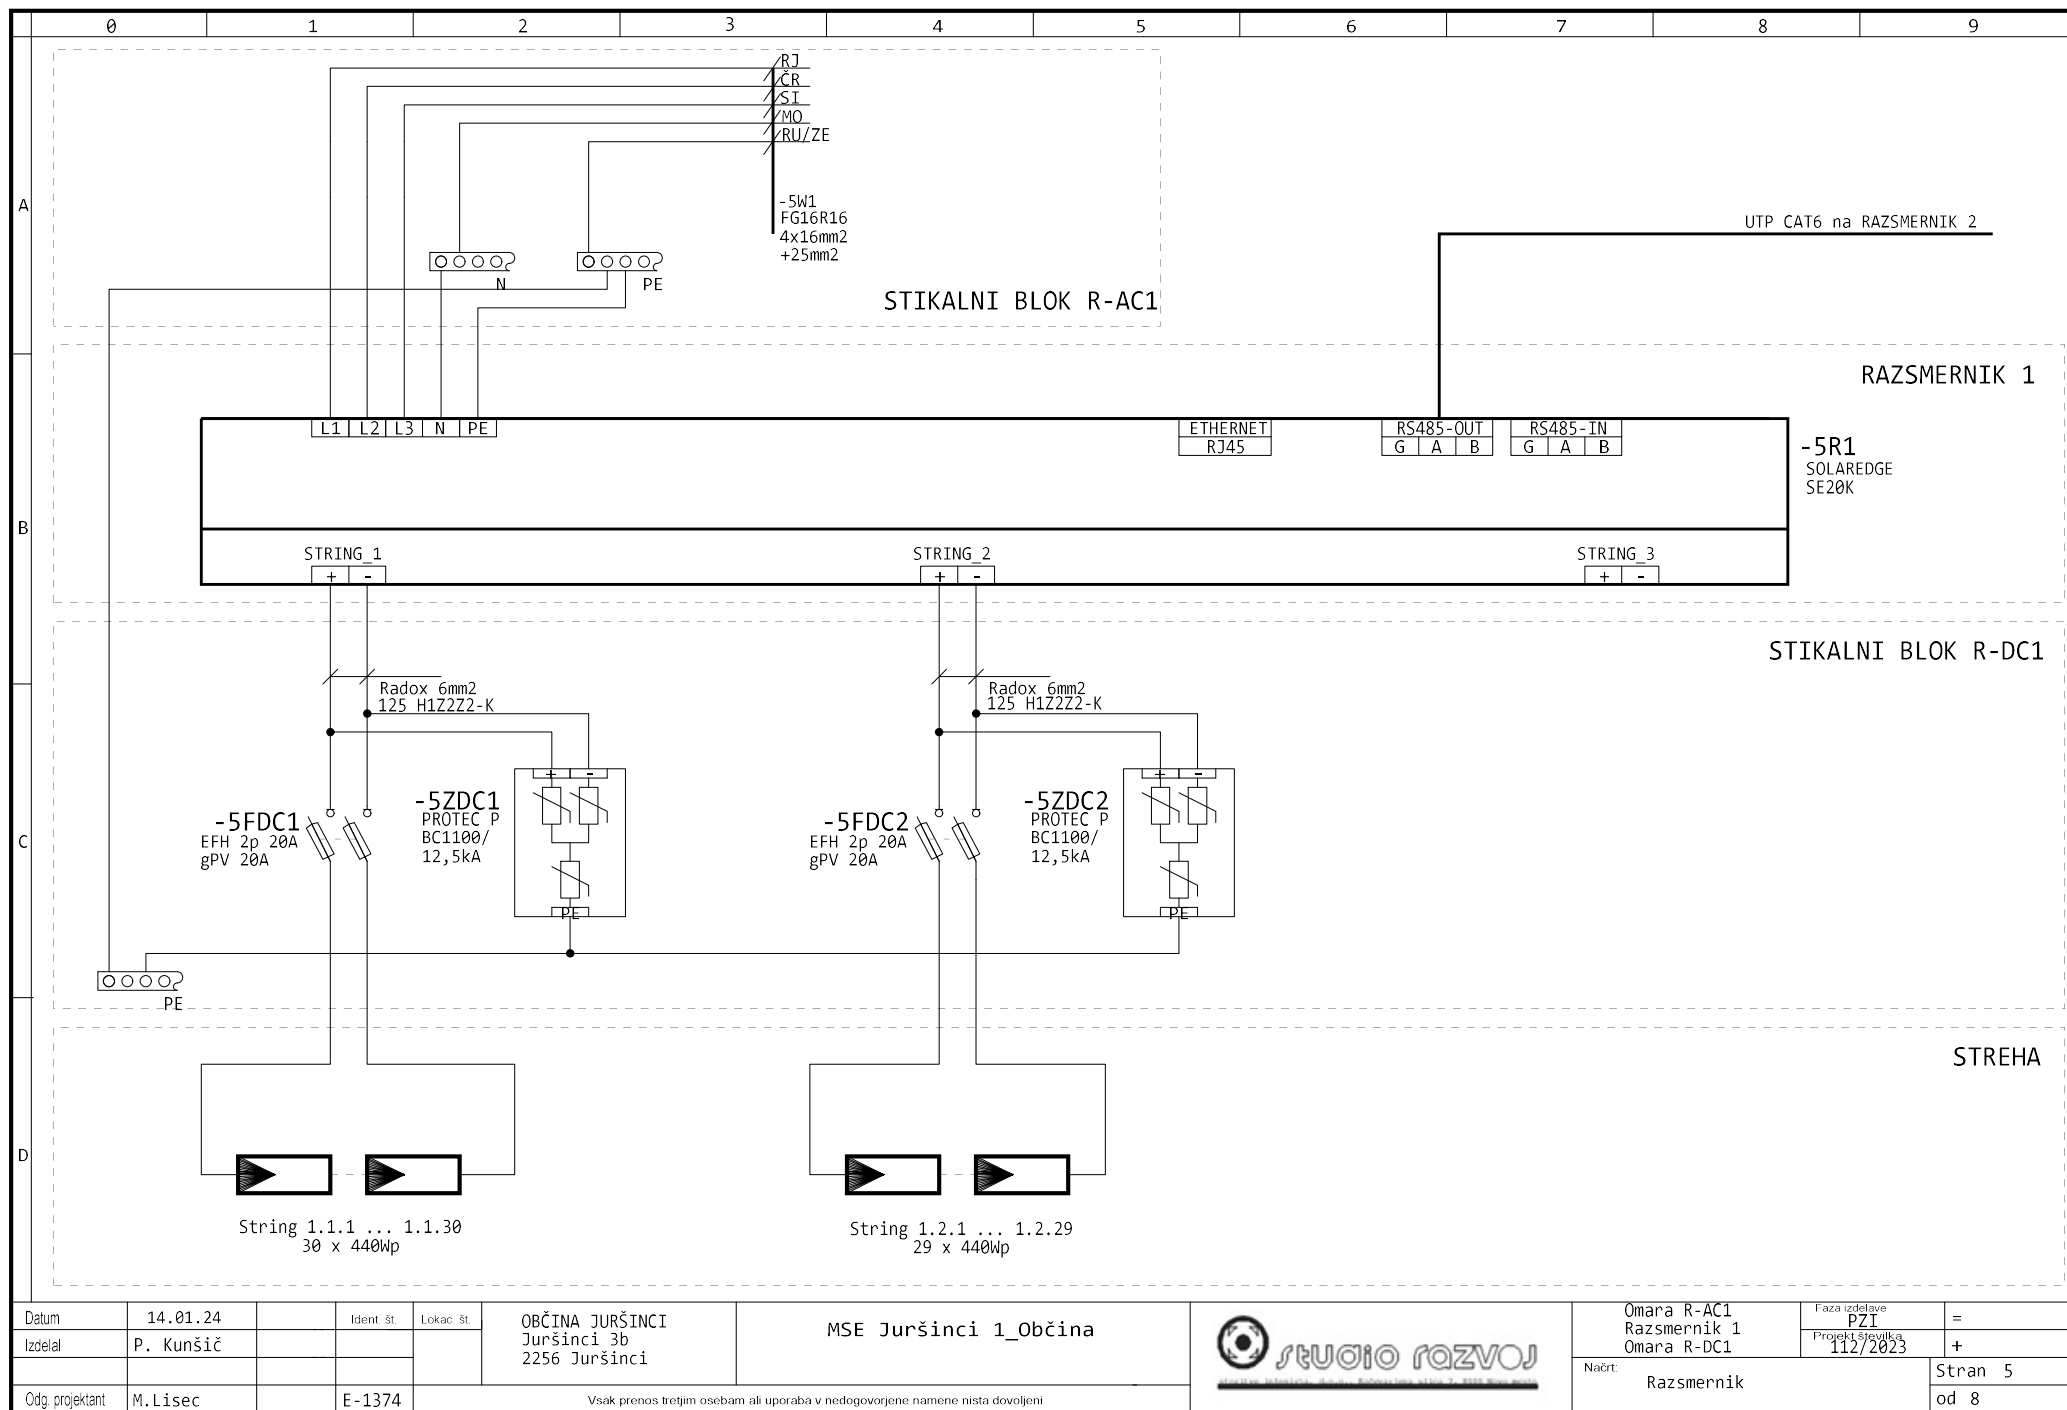 0 1 2 3 4 5 6 7 8 9
A
B
C
D
RJ
ČR
SI
MO
RU/ZE
-5W1
FG16R16
4x16mm2
+25mm2
N
PE
STIKALNI BLOK R-AC1
UTP CAT6 na RAZSMERNIK 2
RAZSMERNIK 1
L1 L2 L3 N PE
ETHERNET
RJ45
RS485-OUT
G A B
RS485-IN
G A B
-5R1
SOLAREDGE
SE20K
STRING_1
+ -
STRING_2
+ -
STRING_3
+ -
STIKALNI BLOK R-DC1
Radox 6mm2
125 H1Z2Z2-K
Radox 6mm2
125 H1Z2Z2-K
-5FDC1
EFH 2p 20A
gPV 20A
-5ZDC1
PROTEC P
BC1100/
12,5kA
+ -
PE
-5FDC2
EFH 2p 20A
gPV 20A
-5ZDC2
PROTEC P
BC1100/
12,5kA
+ -
PE
PE
STREHA
String 1.1.1 ... 1.1.30
30 x 440Wp
String 1.2.1 ... 1.2.29
29 x 440Wp
Datum 14.01.24
Izdelal P. Kunšič
Odg. projektant M.Lisec E-1374
Ident. št. Lokac. št.
OBČINA JURŠINCI
Juršinci 3b
2256 Juršinci
MSE Juršinci 1_Občina
Vsak prenos tretjim osebam ali uporaba v nedogovorjene namene nista dovoljeni
studio razvoj
Omara R-AC1
Razsmernik 1
Omara R-DC1
Faza izdelave
PZI
Projekt številka
112/2023
=
+
Načrt:
Razsmernik
Stran 5
od 8